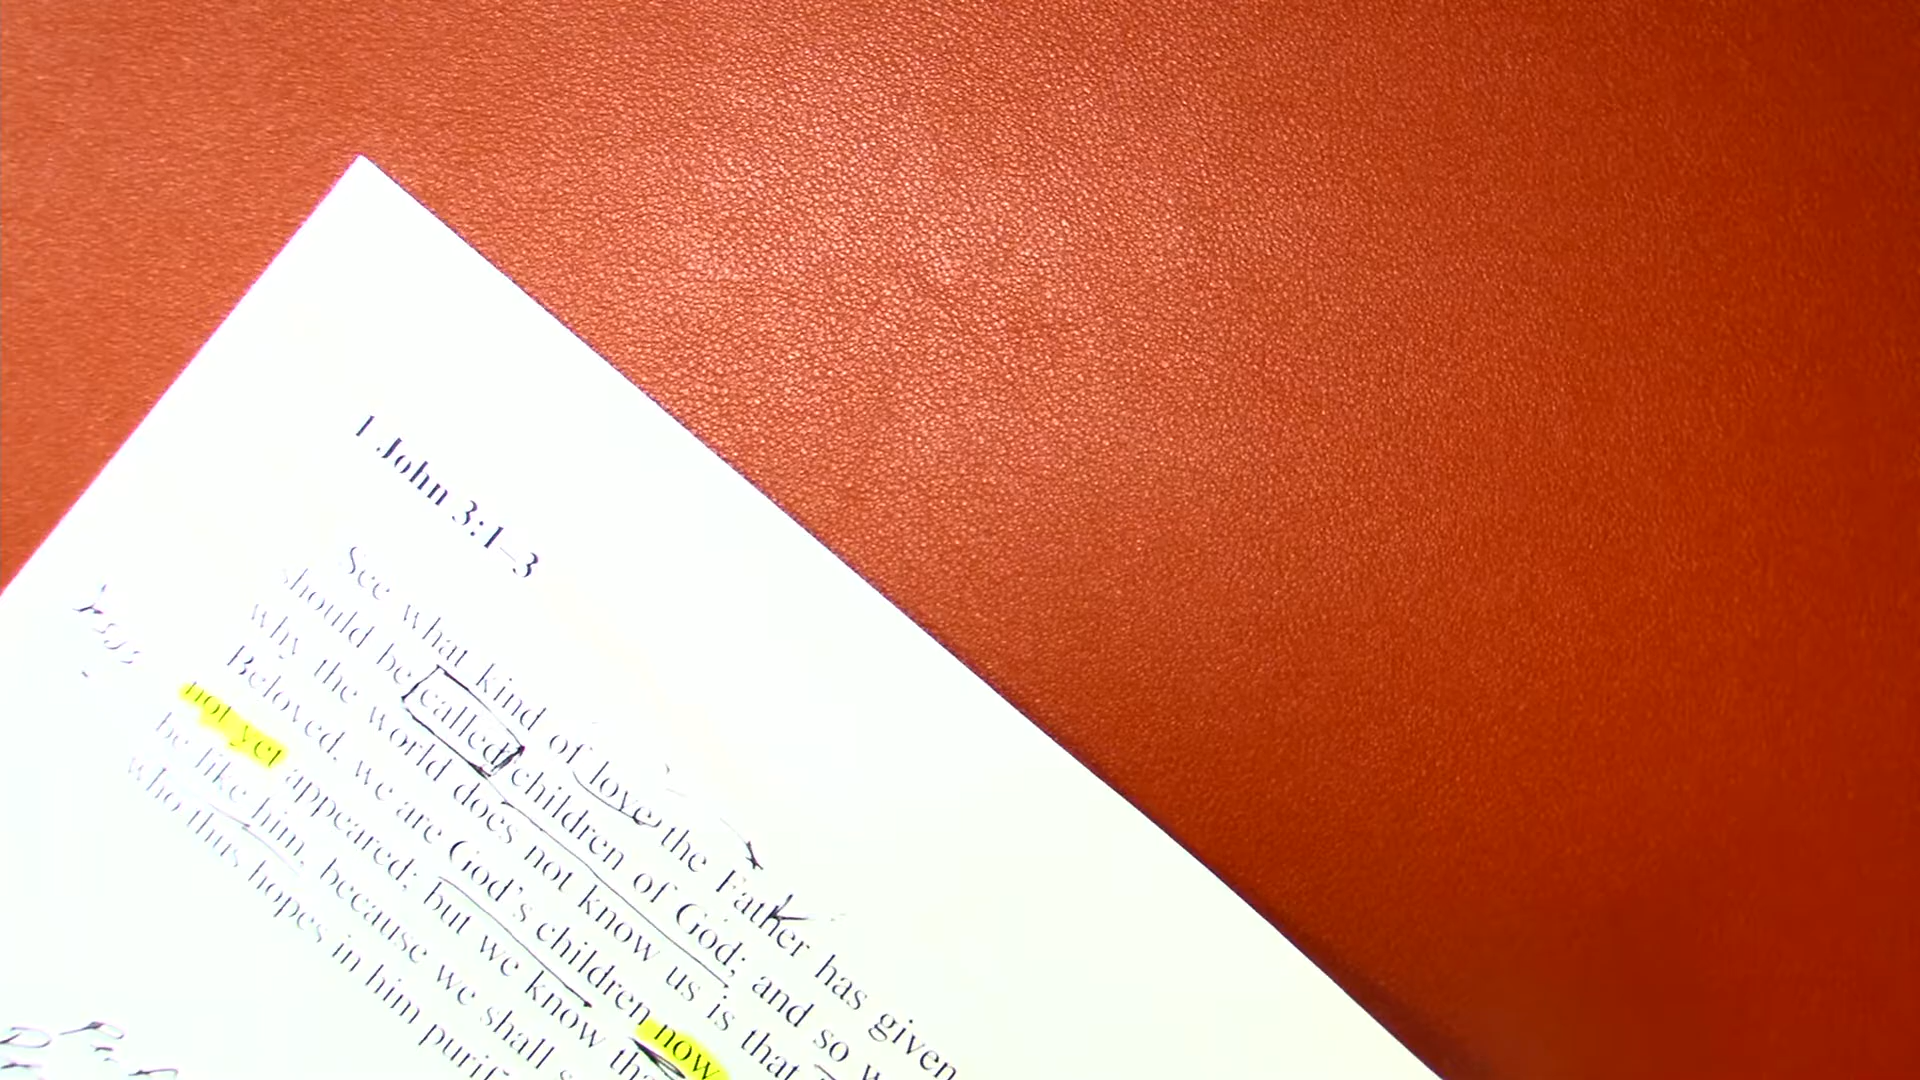 1 John 3:1–3
See what kind of love the Father has given
should be called children of God; and so
why the world does not know us is that
Beloved, we are God's children now
not yet appeared; but we know
be like him, because we shall
who thus hopes in him
Jesus